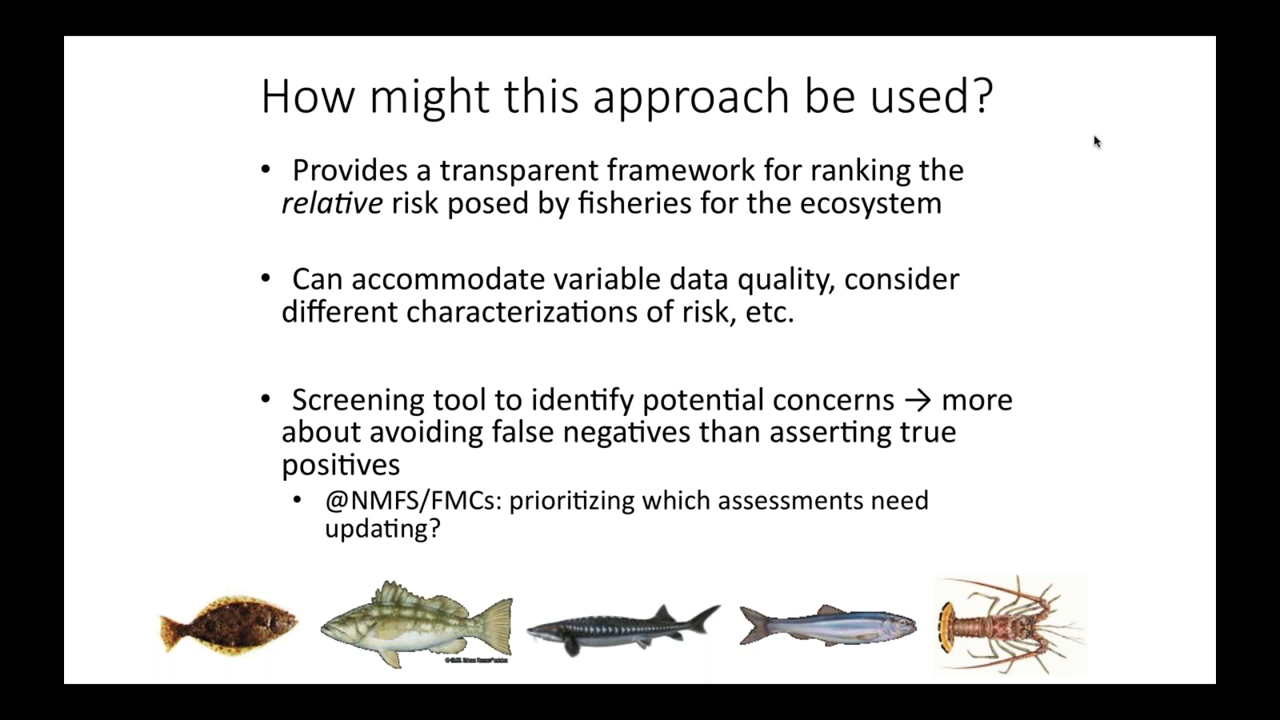 How might this approach be used?
• Provides a transparent framework for ranking the
relative risk posed by fisheries for the ecosystem
• Can accommodate variable data quality, consider
different characterizations of risk, etc.
• Screening tool to identify potential concerns → more
about avoiding false negatives than asserting true
positives
• @NMFS/FMCs: prioritizing which assessments need
updating?